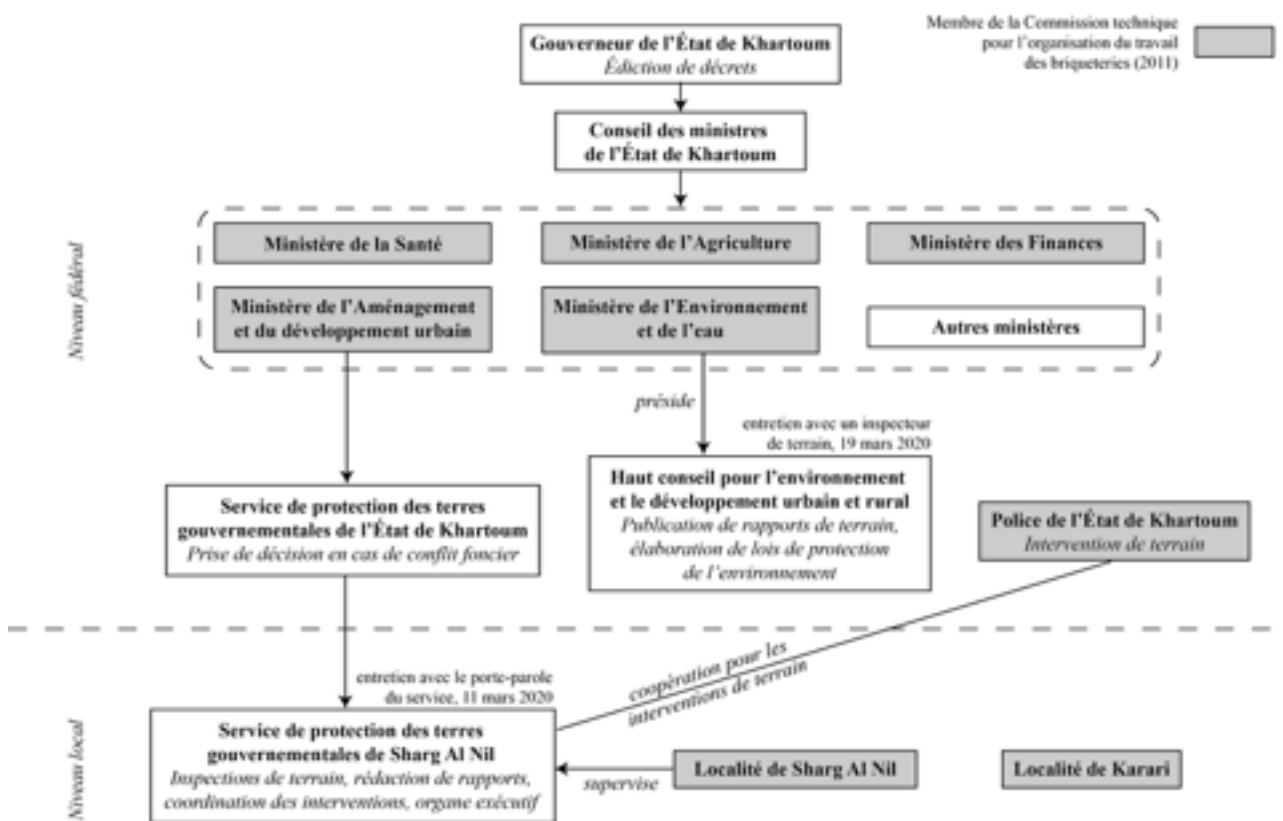 Gouverneur de l'État de Khartoum
Édiction de décrets
Membre de la Commission technique
pour l'organisation du travail
des briqueteries (2011)
Conseil des ministres
de l'État de Khartoum
Niveau fédéral
Ministère de la Santé
Ministère de l'Agriculture
Ministère des Finances
Ministère de l'Aménagement
et du développement urbain
Ministère de l'Environnement
et de l'eau
Autres ministères
préside
entretien avec un inspecteur
de terrain, 19 mars 2020
Service de protection des terres
gouvernementales de l'État de Khartoum
Prise de décision en cas de conflit foncier
Haut conseil pour l'environnement
et le développement urbain et rural
Publication de rapports de terrain,
élaboration de lois de protection
de l'environnement
Police de l'État de Khartoum
Intervention de terrain
Niveau local
entretien avec le porte-parole
du service, 11 mars 2020
coopération pour les
interventions de terrain
Service de protection des terres
gouvernementales de Sharg Al Nil
Inspections de terrain, rédaction de rapports,
coordination des interventions, organe exécutif
supervise
Localité de Sharg Al Nil
Localité de Karari